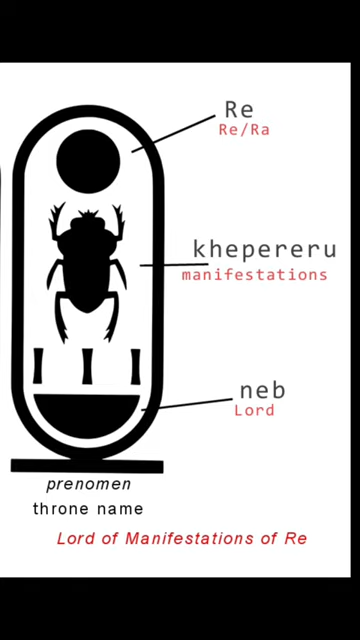 Re
Re/Ra
khepereru
manifestations
neb
Lord
prenomen
throne name
Lord of Manifestations of Re